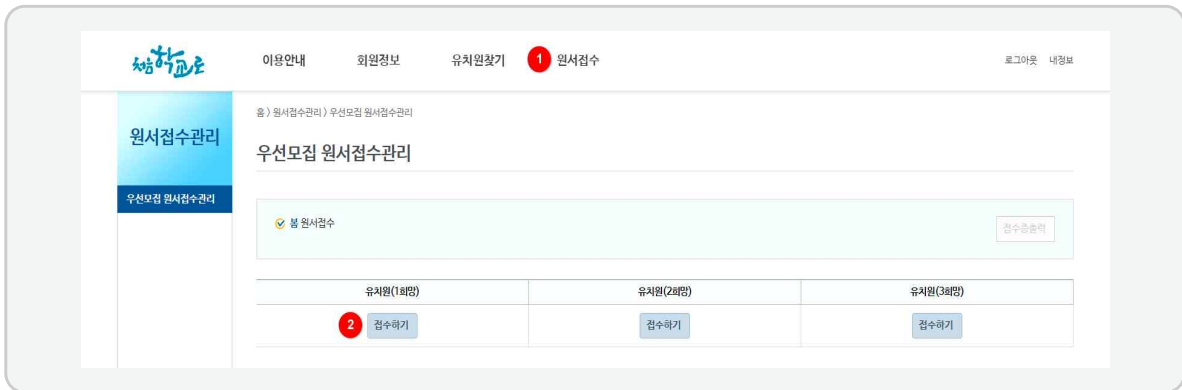 처음학교로
이용안내 회원정보 유치원찾기 1 원서접수 로그아웃 내정보
홈 > 원서접수관리 > 우선모집 원서접수관리
원서접수관리
우선모집 원서접수관리
우선모집 원서접수관리
봄 원서접수 접수증출력
유치원(1희망) 유치원(2희망) 유치원(3희망)
2 접수하기 접수하기 접수하기